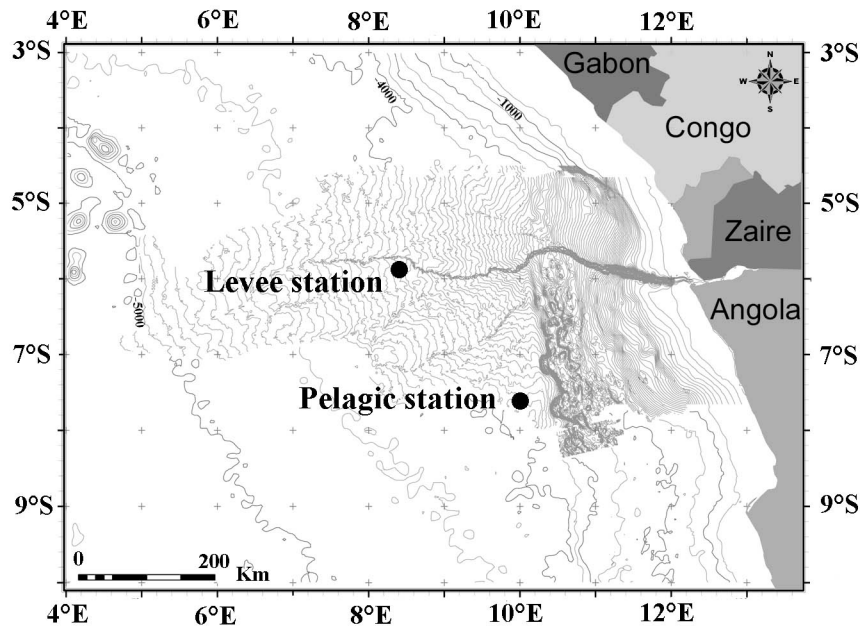 4°E 6°E 8°E 10°E 12°E
3°S 3°S
Gabon
N
W E
S
-4000
-1000
Congo
5°S 5°S
Zaire
Levee station
-5000
Angola
7°S 7°S
Pelagic station
9°S 9°S
0 200
Km
4°E 6°E 8°E 10°E 12°E